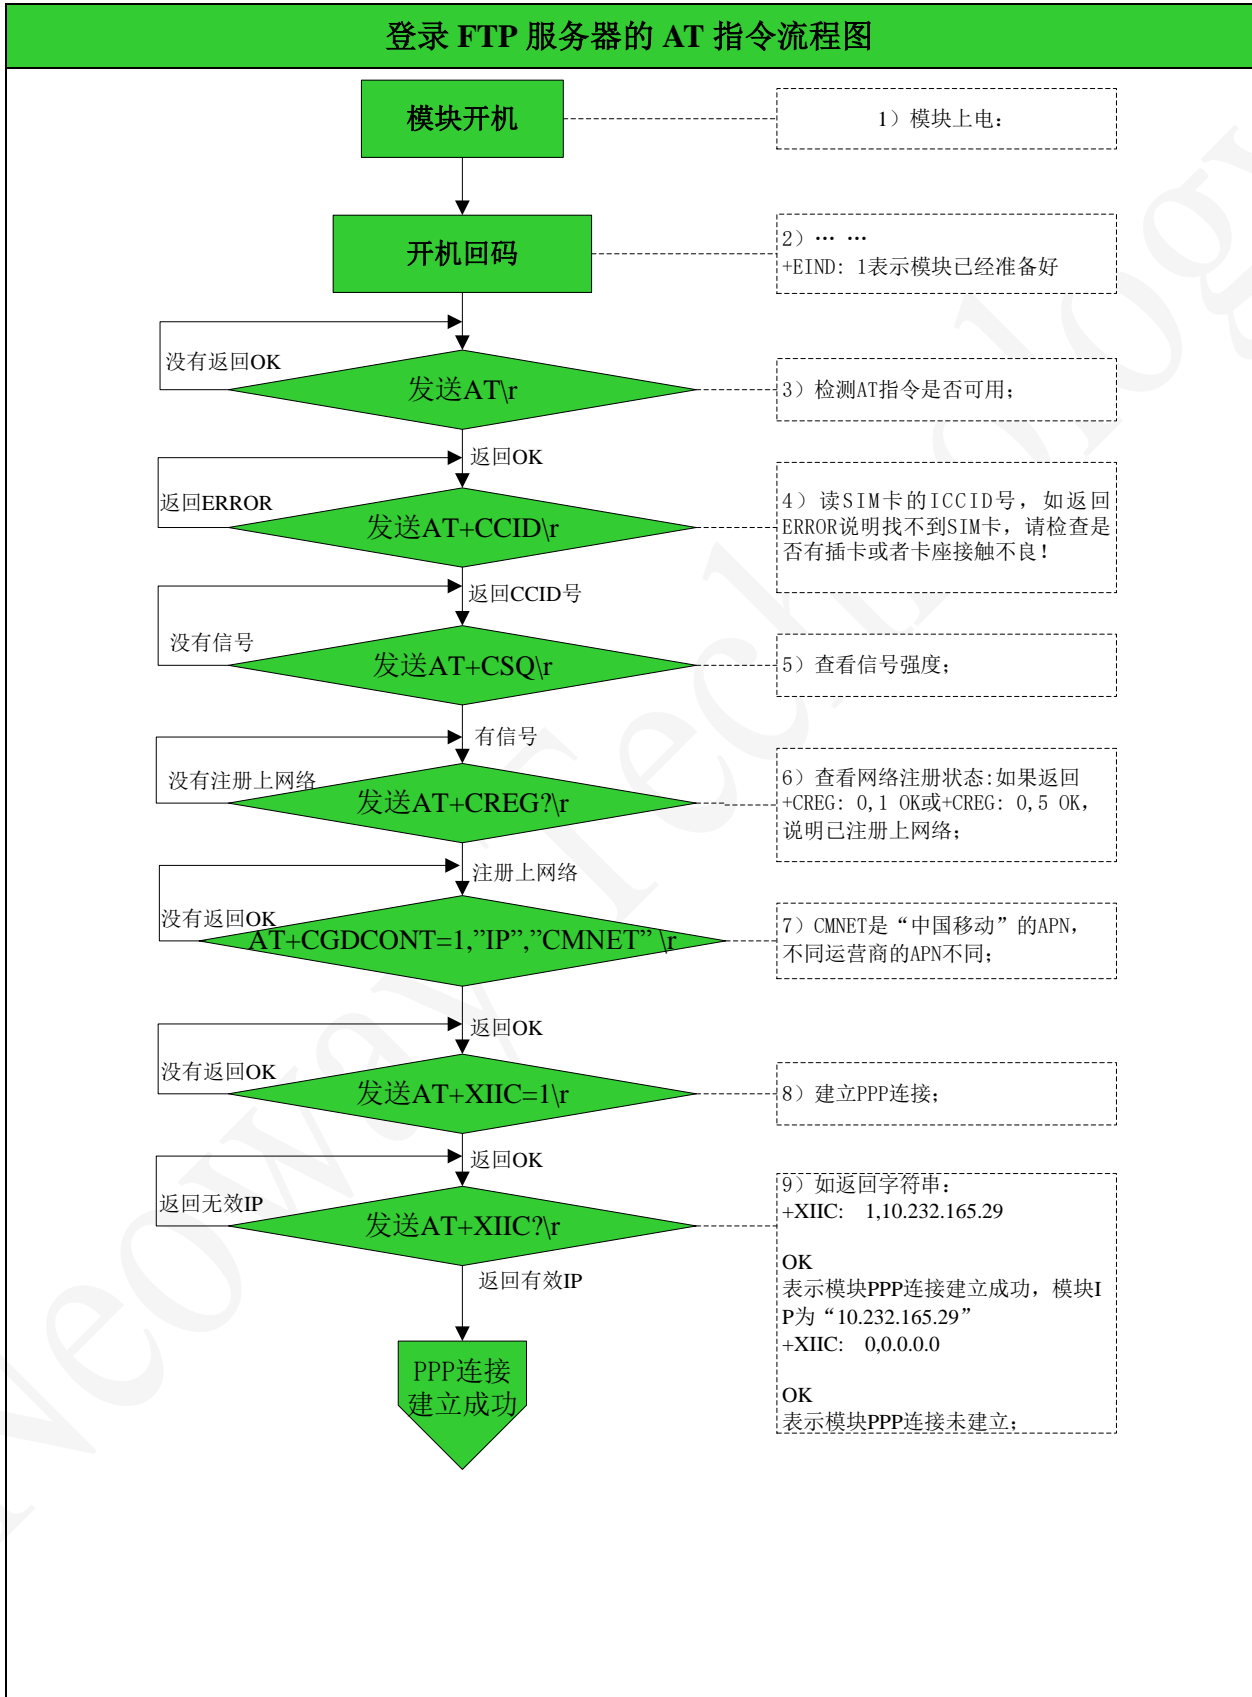 登录 FTP 服务器的 AT 指令流程图
模块开机
1）模块上电：
开机回码
2）… …
+EIND: 1表示模块已经准备好
没有返回OK
发送AT\r
3）检测AT指令是否可用；
返回OK
返回ERROR
发送AT+CCID\r
4）读SIM卡的ICCID号，如返回
ERROR说明找不到SIM卡，请检查是
否有插卡或者卡座接触不良！
返回CCID号
没有信号
发送AT+CSQ\r
5）查看信号强度；
有信号
没有注册上网络
发送AT+CREG?\r
6）查看网络注册状态:如果返回
+CREG: 0,1 OK或+CREG: 0,5 OK，
说明已注册上网络；
注册上网络
没有返回OK
AT+CGDCONT=1,”IP”,”CMNET” \r
7）CMNET是“中国移动”的APN，
不同运营商的APN不同；
返回OK
没有返回OK
发送AT+XIIC=1\r
8）建立PPP连接；
返回OK
返回无效IP
发送AT+XIIC?\r
9）如返回字符串：
+XIIC: 1,10.232.165.29
OK
表示模块PPP连接建立成功，模块I
P为“10.232.165.29”
+XIIC: 0,0.0.0.0
OK
表示模块PPP连接未建立；
返回有效IP
PPP连接
建立成功
Neoway Technology